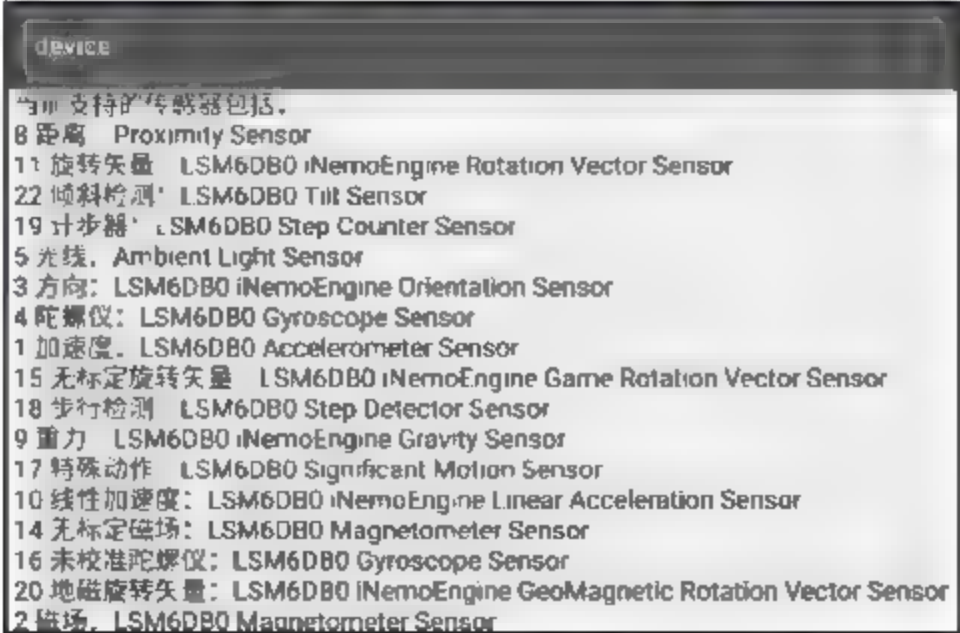 device
当前支持的传感器包括:
8 距离 Proximity Sensor
11 旋转矢量 LSM6DB0 iNemoEngine Rotation Vector Sensor
22 倾斜检测: LSM6DB0 Tilt Sensor
19 计步器: LSM6DB0 Step Counter Sensor
5 光线. Ambient Light Sensor
3 方向: LSM6DB0 iNemoEngine Orientation Sensor
4 陀螺仪: LSM6DB0 Gyroscope Sensor
1 加速度. LSM6DB0 Accelerometer Sensor
15 无标定旋转矢量 LSM6DB0 iNemoEngine Game Rotation Vector Sensor
18 步行检测 LSM6DB0 Step Detector Sensor
9 重力 LSM6DB0 iNemoEngine Gravity Sensor
17 特殊动作 LSM6DB0 Significant Motion Sensor
10 线性加速度: LSM6DB0 iNemoEngine Linear Acceleration Sensor
14 无标定磁场: LSM6DB0 Magnetometer Sensor
16 未校准陀螺仪: LSM6DB0 Gyroscope Sensor
20 地磁旋转矢量: LSM6DB0 iNemoEngine GeoMagnetic Rotation Vector Sensor
2 磁场. LSM6DB0 Magnetometer Sensor